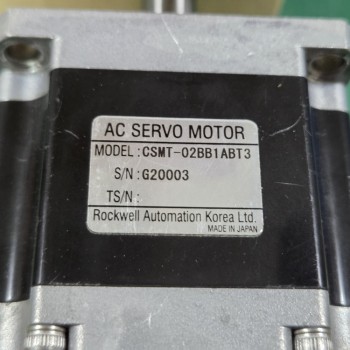 AC SERVO MOTOR
MODEL : CSMT-02BB1ABT3
S/N : G20003
TS/N :
Rockwell Automation Korea Ltd.
MADE IN JAPAN